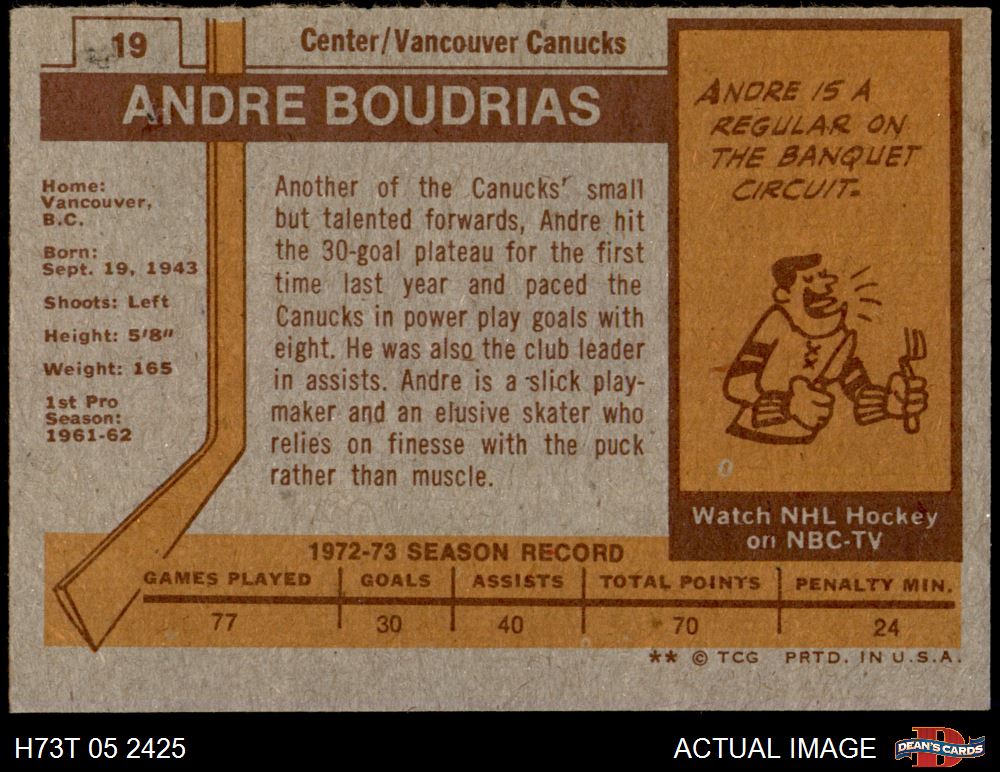 19
Center/Vancouver Canucks
ANDRE BOUDRIAS
Home:
Vancouver,
B.C.
Born:
Sept. 19, 1943
Shoots: Left
Height: 5'8"
Weight: 165
1st Pro
Season:
1961-62
Another of the Canucks' small
but talented forwards, Andre hit
the 30-goal plateau for the first
time last year and paced the
Canucks in power play goals with
eight. He was also the club leader
in assists. Andre is a slick play-
maker and an elusive skater who
relies on finesse with the puck
rather than muscle.
ANDRE IS A
REGULAR ON
THE BANQUET
CIRCUIT.
Watch NHL Hockey
on NBC-TV
1972-73 SEASON RECORD
GAMES PLAYED GOALS ASSISTS TOTAL POINTS PENALTY MIN.
77 30 40 70 24
** © TCG PRTD. IN U.S.A.
H73T 05 2425 ACTUAL IMAGE
D
DEAN'S CARDS